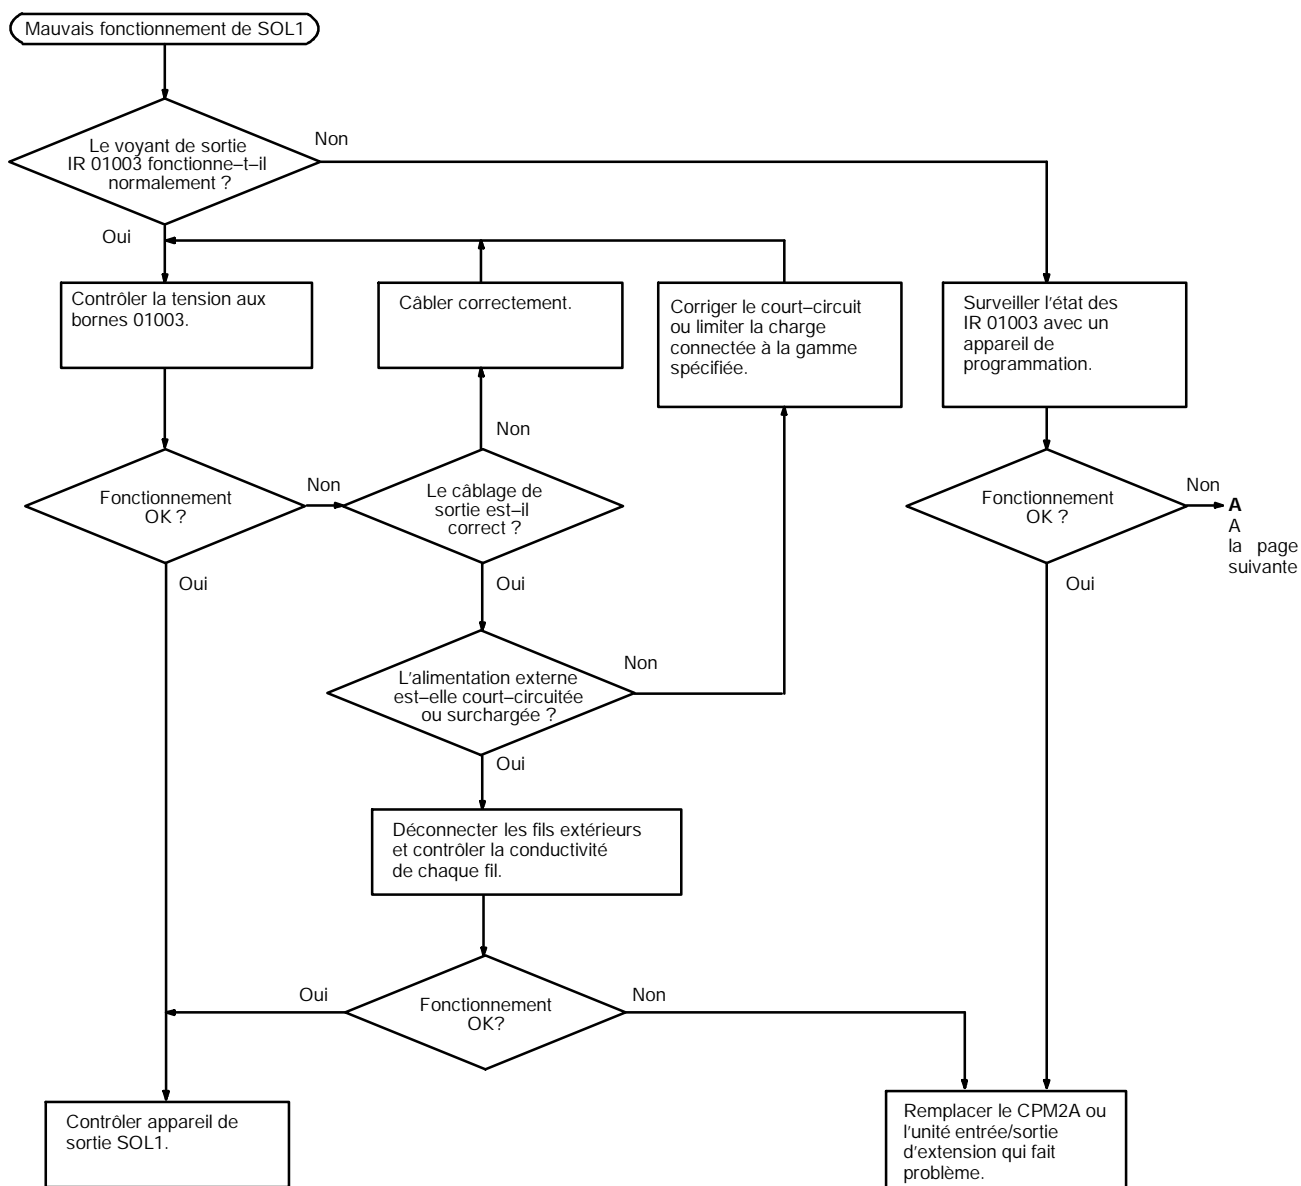 Mauvais fonctionnement de SOL1
Le voyant de sortie
IR 01003 fonctionne–t–il
normalement ?
Non
Oui
Contrôler la tension aux
bornes 01003.
Câbler correctement.
Corriger le court–circuit
ou limiter la charge
connectée à la gamme
spécifiée.
Surveiller l'état des
IR 01003 avec un
appareil de
programmation.
Non
Fonctionnement
OK ?
Non
Le câblage de
sortie est–il
correct ?
Fonctionnement
OK ?
Non
A
A
la page
suivante
Oui
Oui
Oui
L'alimentation externe
est–elle court–circuitée
ou surchargée ?
Non
Oui
Déconnecter les fils extérieurs
et contrôler la conductivité
de chaque fil.
Oui
Fonctionnement
OK?
Non
Contrôler appareil de
sortie SOL1.
Remplacer le CPM2A ou
l'unité entrée/sortie
d'extension qui fait
problème.